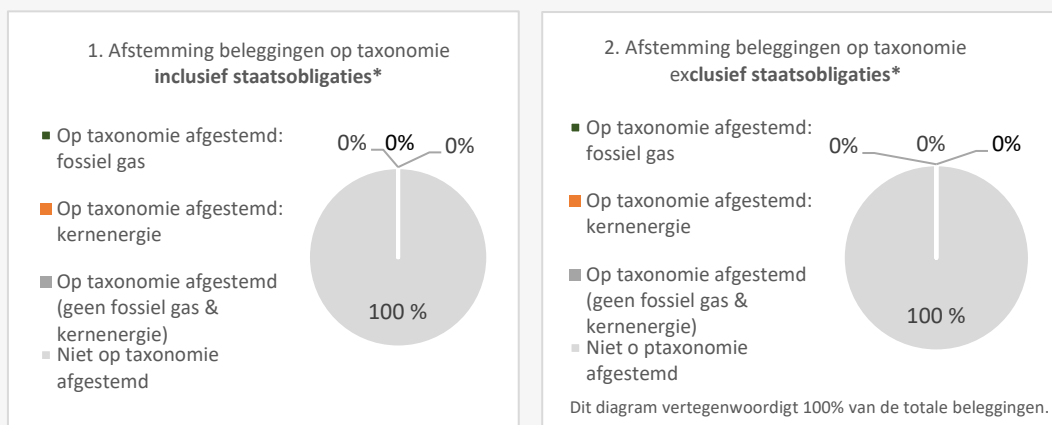 1. Afstemming beleggingen op taxonomie
inclusief staatsobligaties*
Op taxonomie afgestemd:
fossiel gas
Op taxonomie afgestemd:
kernenergie
Op taxonomie afgestemd
(geen fossiel gas &
kernenergie)
Niet op taxonomie
afgestemd
0% 0% 0%
100 %
2. Afstemming beleggingen op taxonomie
exclusief staatsobligaties*
Op taxonomie afgestemd:
fossiel gas
Op taxonomie afgestemd:
kernenergie
Op taxonomie afgestemd
(geen fossiel gas &
kernenergie)
Niet o ptaxonomie
afgestemd
0% 0% 0%
100 %
Dit diagram vertegenwoordigt 100% van de totale beleggingen.